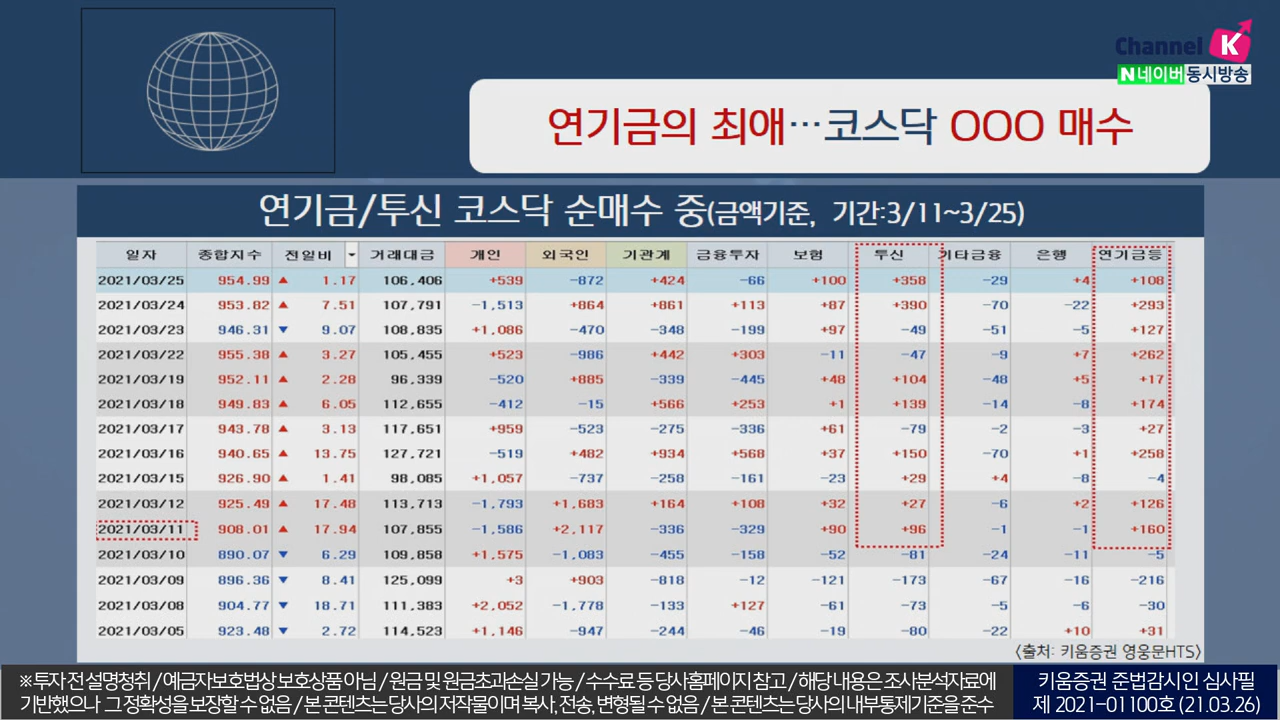 Channel K
N네이버동시방송
연기금의 최애…코스닥 OOO 매수
연기금/투신 코스닥 순매수 중(금액기준, 기간:3/11~3/25)
일자 종합지수 전일비 거래대금 개인 외국인 기관계 금융투자 보험 투신 기타금융 은행 연기금등
2021/03/25 954.99 ▲ 1.17 106,406 +539 -872 +424 -66 +100 +358 -29 +4 +108
2021/03/24 953.82 ▲ 7.51 107,791 -1,513 +864 +861 +113 +87 +390 -70 -22 +293
2021/03/23 946.31 ▼ 9.07 108,835 +1,086 -470 -348 -199 +97 -49 -51 -5 +127
2021/03/22 955.38 ▲ 3.27 105,455 +523 -986 +442 +303 -11 -47 -9 +7 +262
2021/03/19 952.11 ▲ 2.28 96,339 -520 +885 -339 -445 +48 +104 -48 +5 +17
2021/03/18 949.83 ▲ 6.05 112,655 -412 -15 +566 +253 +1 +139 -14 -8 +174
2021/03/17 943.78 ▲ 3.13 117,651 +959 -523 -275 -336 +61 -79 -2 -3 +27
2021/03/16 940.65 ▲ 13.75 127,721 -519 +482 +934 +568 +37 +150 -70 +1 +258
2021/03/15 926.90 ▲ 1.41 98,085 +1,057 -737 -258 -161 -23 +29 +4 -8 -4
2021/03/12 925.49 ▲ 17.48 113,713 -1,793 +1,683 +164 +108 +32 +27 -6 +2 +126
2021/03/11 908.01 ▲ 17.94 107,855 -1,586 +2,117 -336 -329 +90 +96 -1 -1 +160
2021/03/10 890.07 ▼ 6.29 109,858 +1,575 -1,083 -455 -158 -52 -81 -24 -11 -5
2021/03/09 896.36 ▼ 8.41 125,099 +3 +903 -818 -12 -121 -173 -67 -16 -216
2021/03/08 904.77 ▼ 18.71 111,383 +2,052 -1,778 -133 +127 -61 -73 -5 -6 -30
2021/03/05 923.48 ▼ 2.72 114,523 +1,146 -947 -244 -46 -19 -80 -22 +10 +31
〈출처: 키움증권 영웅문HTS〉
※ 투자 전 설명청취 / 예금자보호법상 보호상품 아님 / 원금 및 원금초과손실 가능 / 수수료 등 당사홈페이지 참고 / 해당 내용은 조사분석자료에
기반했으나 그 정확성을 보장할 수 없음 / 본 콘텐츠는 당사의 저작물이며 복사, 전송, 변형될 수 없음 / 본 콘텐츠는 당사의 내부통제기준을 준수
키움증권 준법감시인 심사필
제 2021-01100호 (21.03.26)